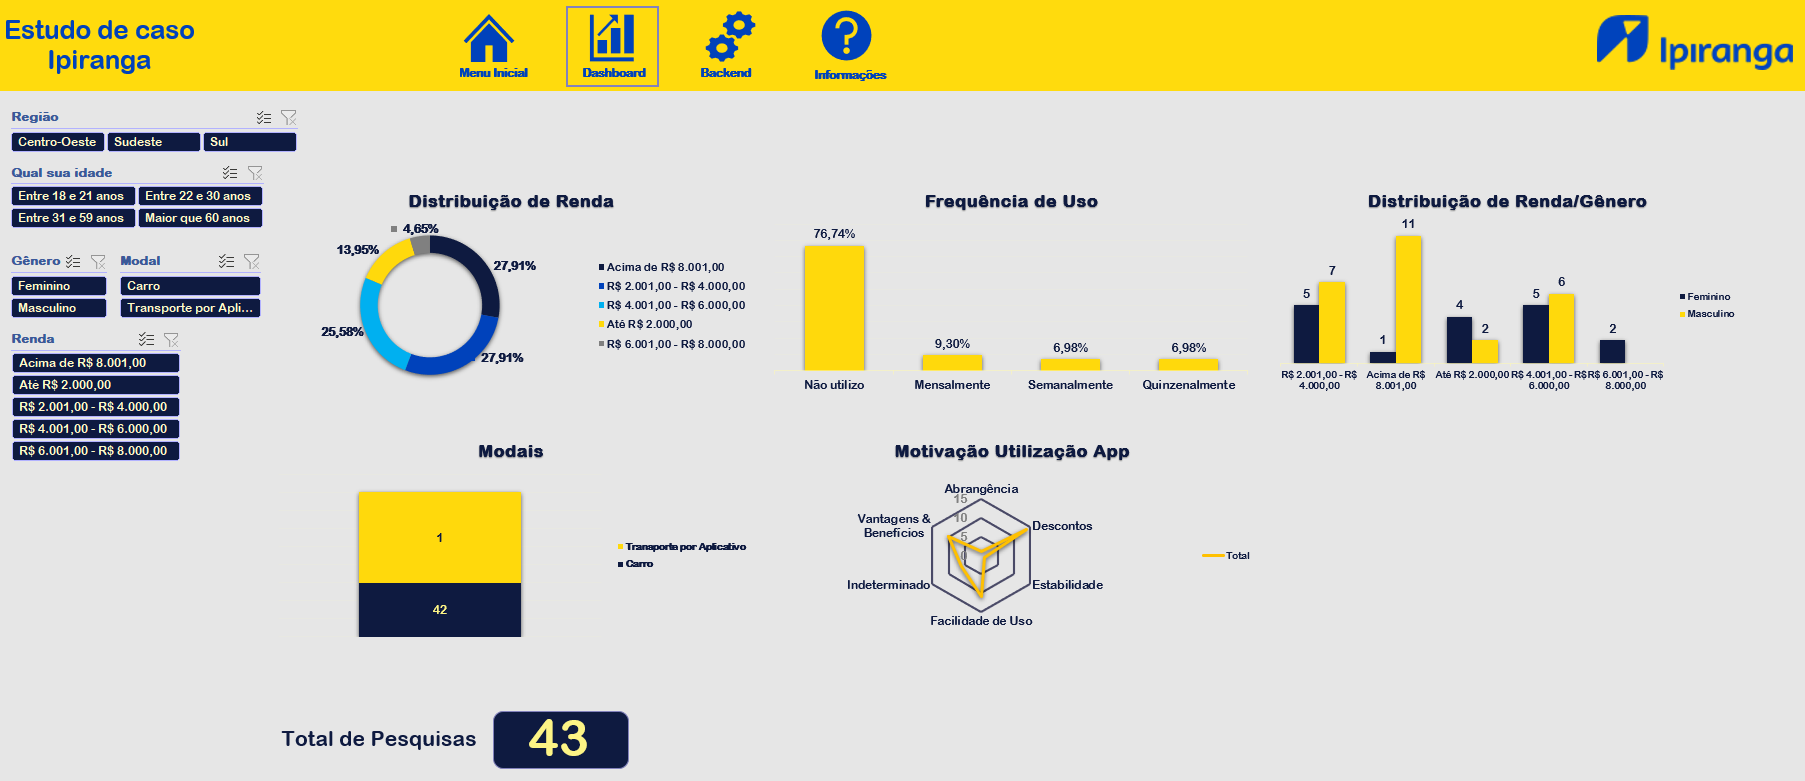 Estudo de caso
Ipiranga
Menu Inicial
Dashboard
Backend
Informações
Ipiranga
Região
Centro-Oeste
Sudeste
Sul
Qual sua idade
Entre 18 e 21 anos
Entre 22 e 30 anos
Entre 31 e 59 anos
Maior que 60 anos
Gênero
Feminino
Masculino
Modal
Carro
Transporte por Apli...
Renda
Acima de R$ 8.001,00
Até R$ 2.000,00
R$ 2.001,00 - R$ 4.000,00
R$ 4.001,00 - R$ 6.000,00
R$ 6.001,00 - R$ 8.000,00
Distribuição de Renda
4,65%
13,95%
27,91%
25,58%
27,91%
Acima de R$ 8.001,00
R$ 2.001,00 - R$ 4.000,00
R$ 4.001,00 - R$ 6.000,00
Até R$ 2.000,00
R$ 6.001,00 - R$ 8.000,00
Frequência de Uso
76,74%
9,30%
6,98%
6,98%
Não utilizo
Mensalmente
Semanalmente
Quinzenalmente
Distribuição de Renda/Gênero
5
7
1
11
4
2
5
6
2
R$ 2.001,00 - R$
4.000,00
Acima de R$
8.001,00
Até R$ 2.000,00
R$ 4.001,00 - R$
6.000,00
R$ 6.001,00 - R$
8.000,00
Feminino
Masculino
Modais
1
42
Transporte por Aplicativo
Carro
Motivação Utilização App
Abrangência
15
10
5
0
Vantagens &
Benefícios
Descontos
Indeterminado
Estabilidade
Facilidade de Uso
Total
Total de Pesquisas
43